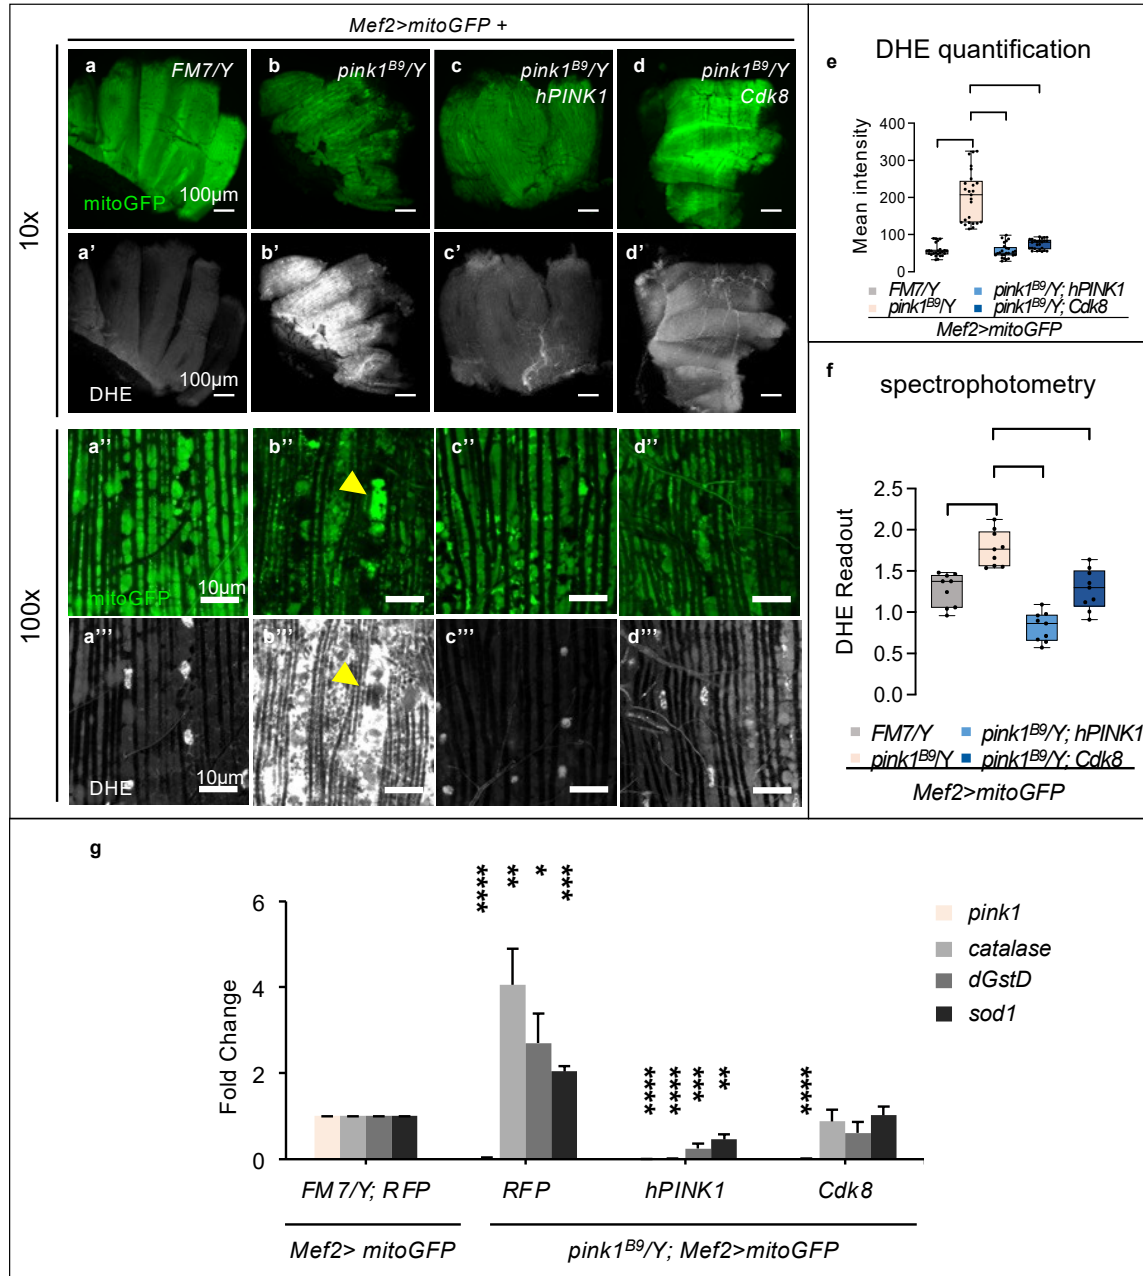 Mef2>mitoGFP +
10x
a
FM7/Y
mitoGFP
100µm
b
pink1B9/Y
c
pink1B9/Y
hPINK1
d
pink1B9/Y
Cdk8
a'
DHE
100µm
b'
c'
d'
100x
a''
mitoGFP
10µm
b''
c''
d''
a'''
DHE
10µm
b'''
c'''
d'''
e
DHE quantification
Mean intensity
400
300
200
100
0
FM7/Y
pink1B9/Y; hPINK1
pink1B9/Y
pink1B9/Y; Cdk8
Mef2>mitoGFP
f
spectrophotometry
DHE Readout
2.5
2.0
1.5
1.0
0.5
0.0
FM7/Y
pink1B9/Y; hPINK1
pink1B9/Y
pink1B9/Y; Cdk8
Mef2>mitoGFP
g
Fold Change
6
4
2
0
**** ** * ***
**** **** *** **
****
pink1
catalase
dGstD
sod1
FM7/Y; RFP
RFP
hPINK1
Cdk8
Mef2> mitoGFP
pink1B9/Y; Mef2>mitoGFP